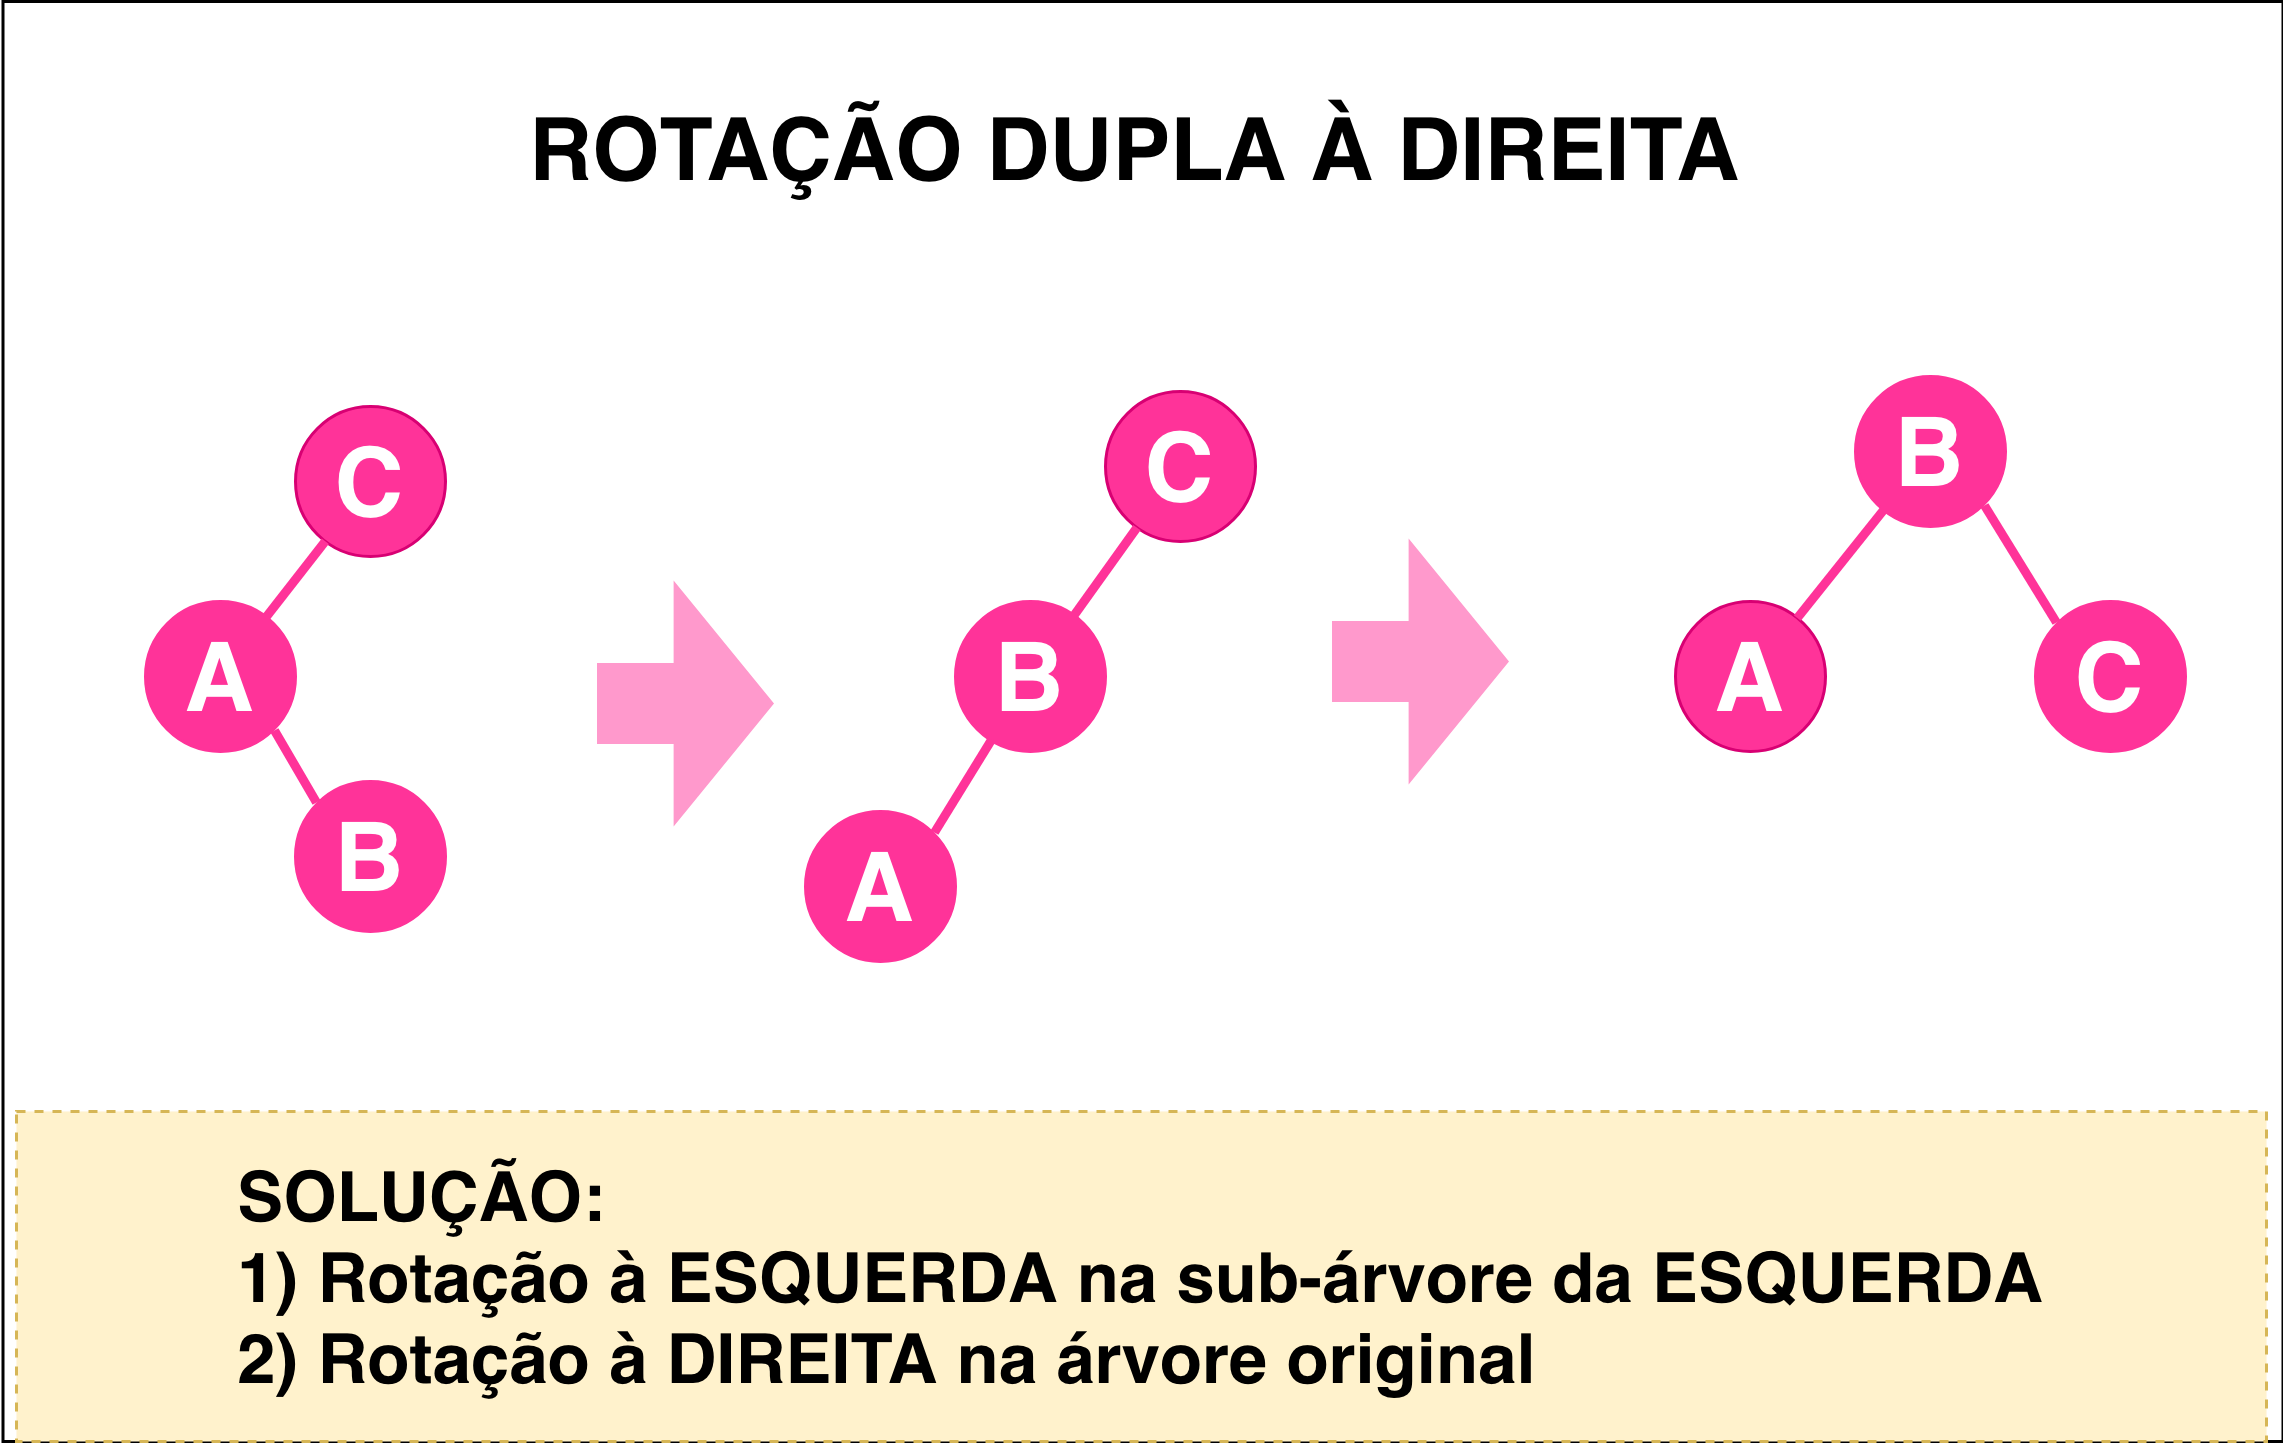 ROTAÇÃO DUPLA À DIREITA
C
A
B
C
B
A
B
A
C
SOLUÇÃO:
1) Rotação à ESQUERDA na sub-árvore da ESQUERDA
2) Rotação à DIREITA na árvore original